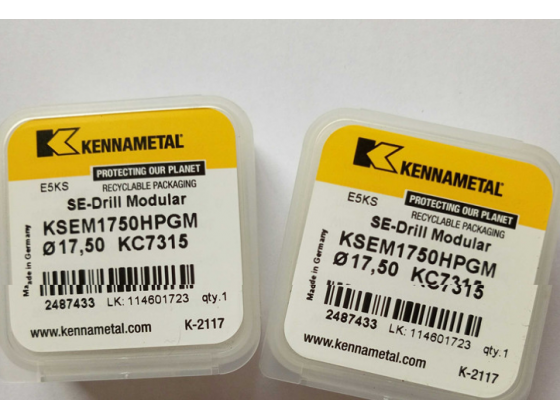 KENNAMETAL
PROTECTING OUR PLANET
E5KS
RECYCLABLE PACKAGING
SE-Drill Modular
KSEM1750HPGM
Ø17,50 KC7315
Made in Germany
2487433 LK: 114601723 qty.1
www.kennametal.com K-2117
KENNAMETAL
PROTECTING OUR PLANET
E5KS
RECYCLABLE PACKAGING
SE-Drill Modular
KSEM1750HPGM
Ø17,50 KC7315
Made in Germany
2487433 LK: 114601723 qty.1
www.kennametal.com K-2117